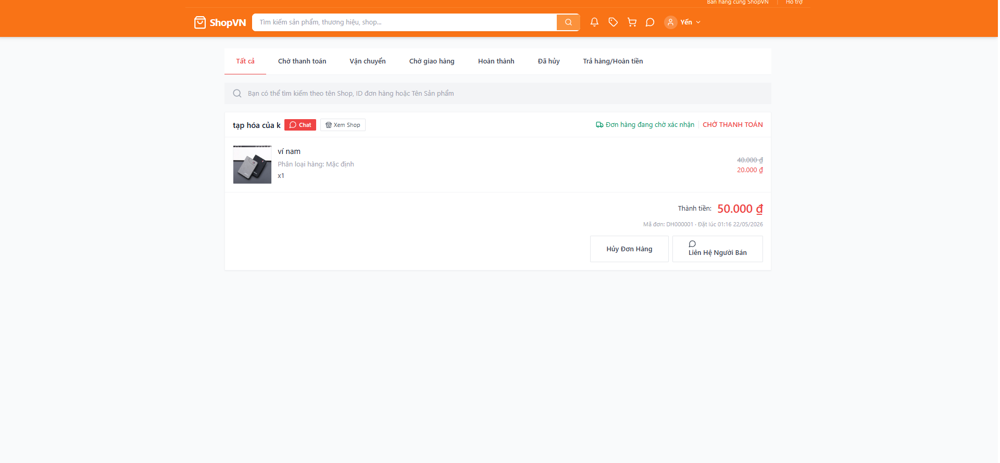 Bán hàng cùng ShopVN
Hỗ trợ
ShopVN
Tìm kiếm sản phẩm, thương hiệu, shop...
Yến
Tất cả
Chờ thanh toán
Vận chuyển
Chờ giao hàng
Hoàn thành
Đã hủy
Trả hàng/Hoàn tiền
Bạn có thể tìm kiếm theo tên Shop, ID đơn hàng hoặc Tên Sản phẩm
tạp hóa của k
Chat
Xem Shop
Đơn hàng đang chờ xác nhận
CHỜ THANH TOÁN
ví nam
Phân loại hàng: Mặc định
x1
40.000 ₫
20.000 ₫
Thành tiền: 50.000 ₫
Mã đơn: DH000001 · Đặt lúc 01:16 22/05/2026
Hủy Đơn Hàng
Liên Hệ Người Bán